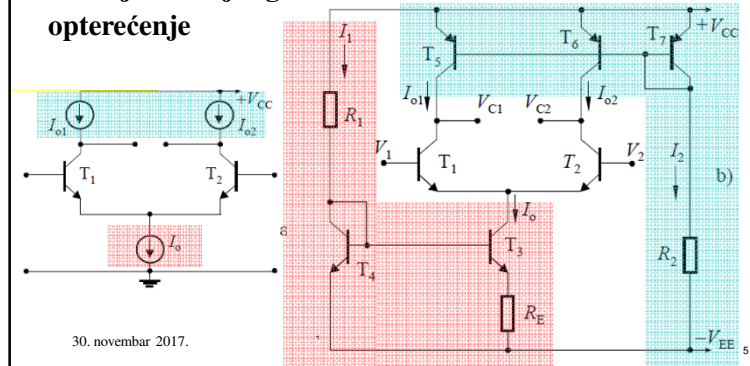 opterećenje
+V_CC
I_o1
I_o2
T_1
T_2
I_o
a
30. novembar 2017.
I_1
T_5
T_6
T_7
+V_CC
I_o1
V_C1
V_C2
I_o2
R_1
V_1
T_1
T_2
V_2
I_2
b)
I_o
T_4
T_3
R_2
R_E
-V_EE
5